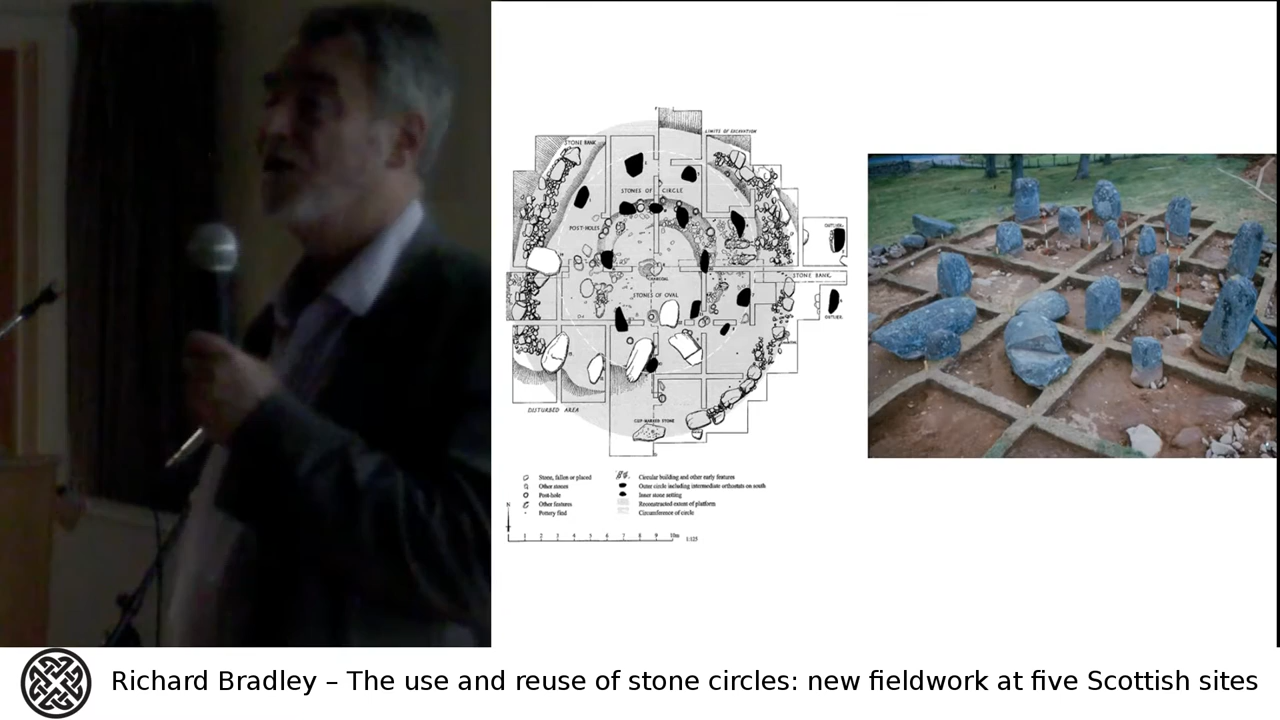 LIMITS OF EXCAVATION
STONE BANK
STONES OF CIRCLE
POST-HOLES
OUTLIER
STONE BANK
STONES OF OVAL
OUTLIER
DISTURBED AREA
CUP MARKED STONE
Stone, fallen or placed
Other stones
Post-hole
Other features
Pottery find
Circular building and other early features
Outer circle including intermediate orthostats on south
Inner stone setting
Reconstructed extent of platform
Circumference of circle
N
1 2 3 4 5 6 7 8 9 10m 1:125
Richard Bradley – The use and reuse of stone circles: new fieldwork at five Scottish sites